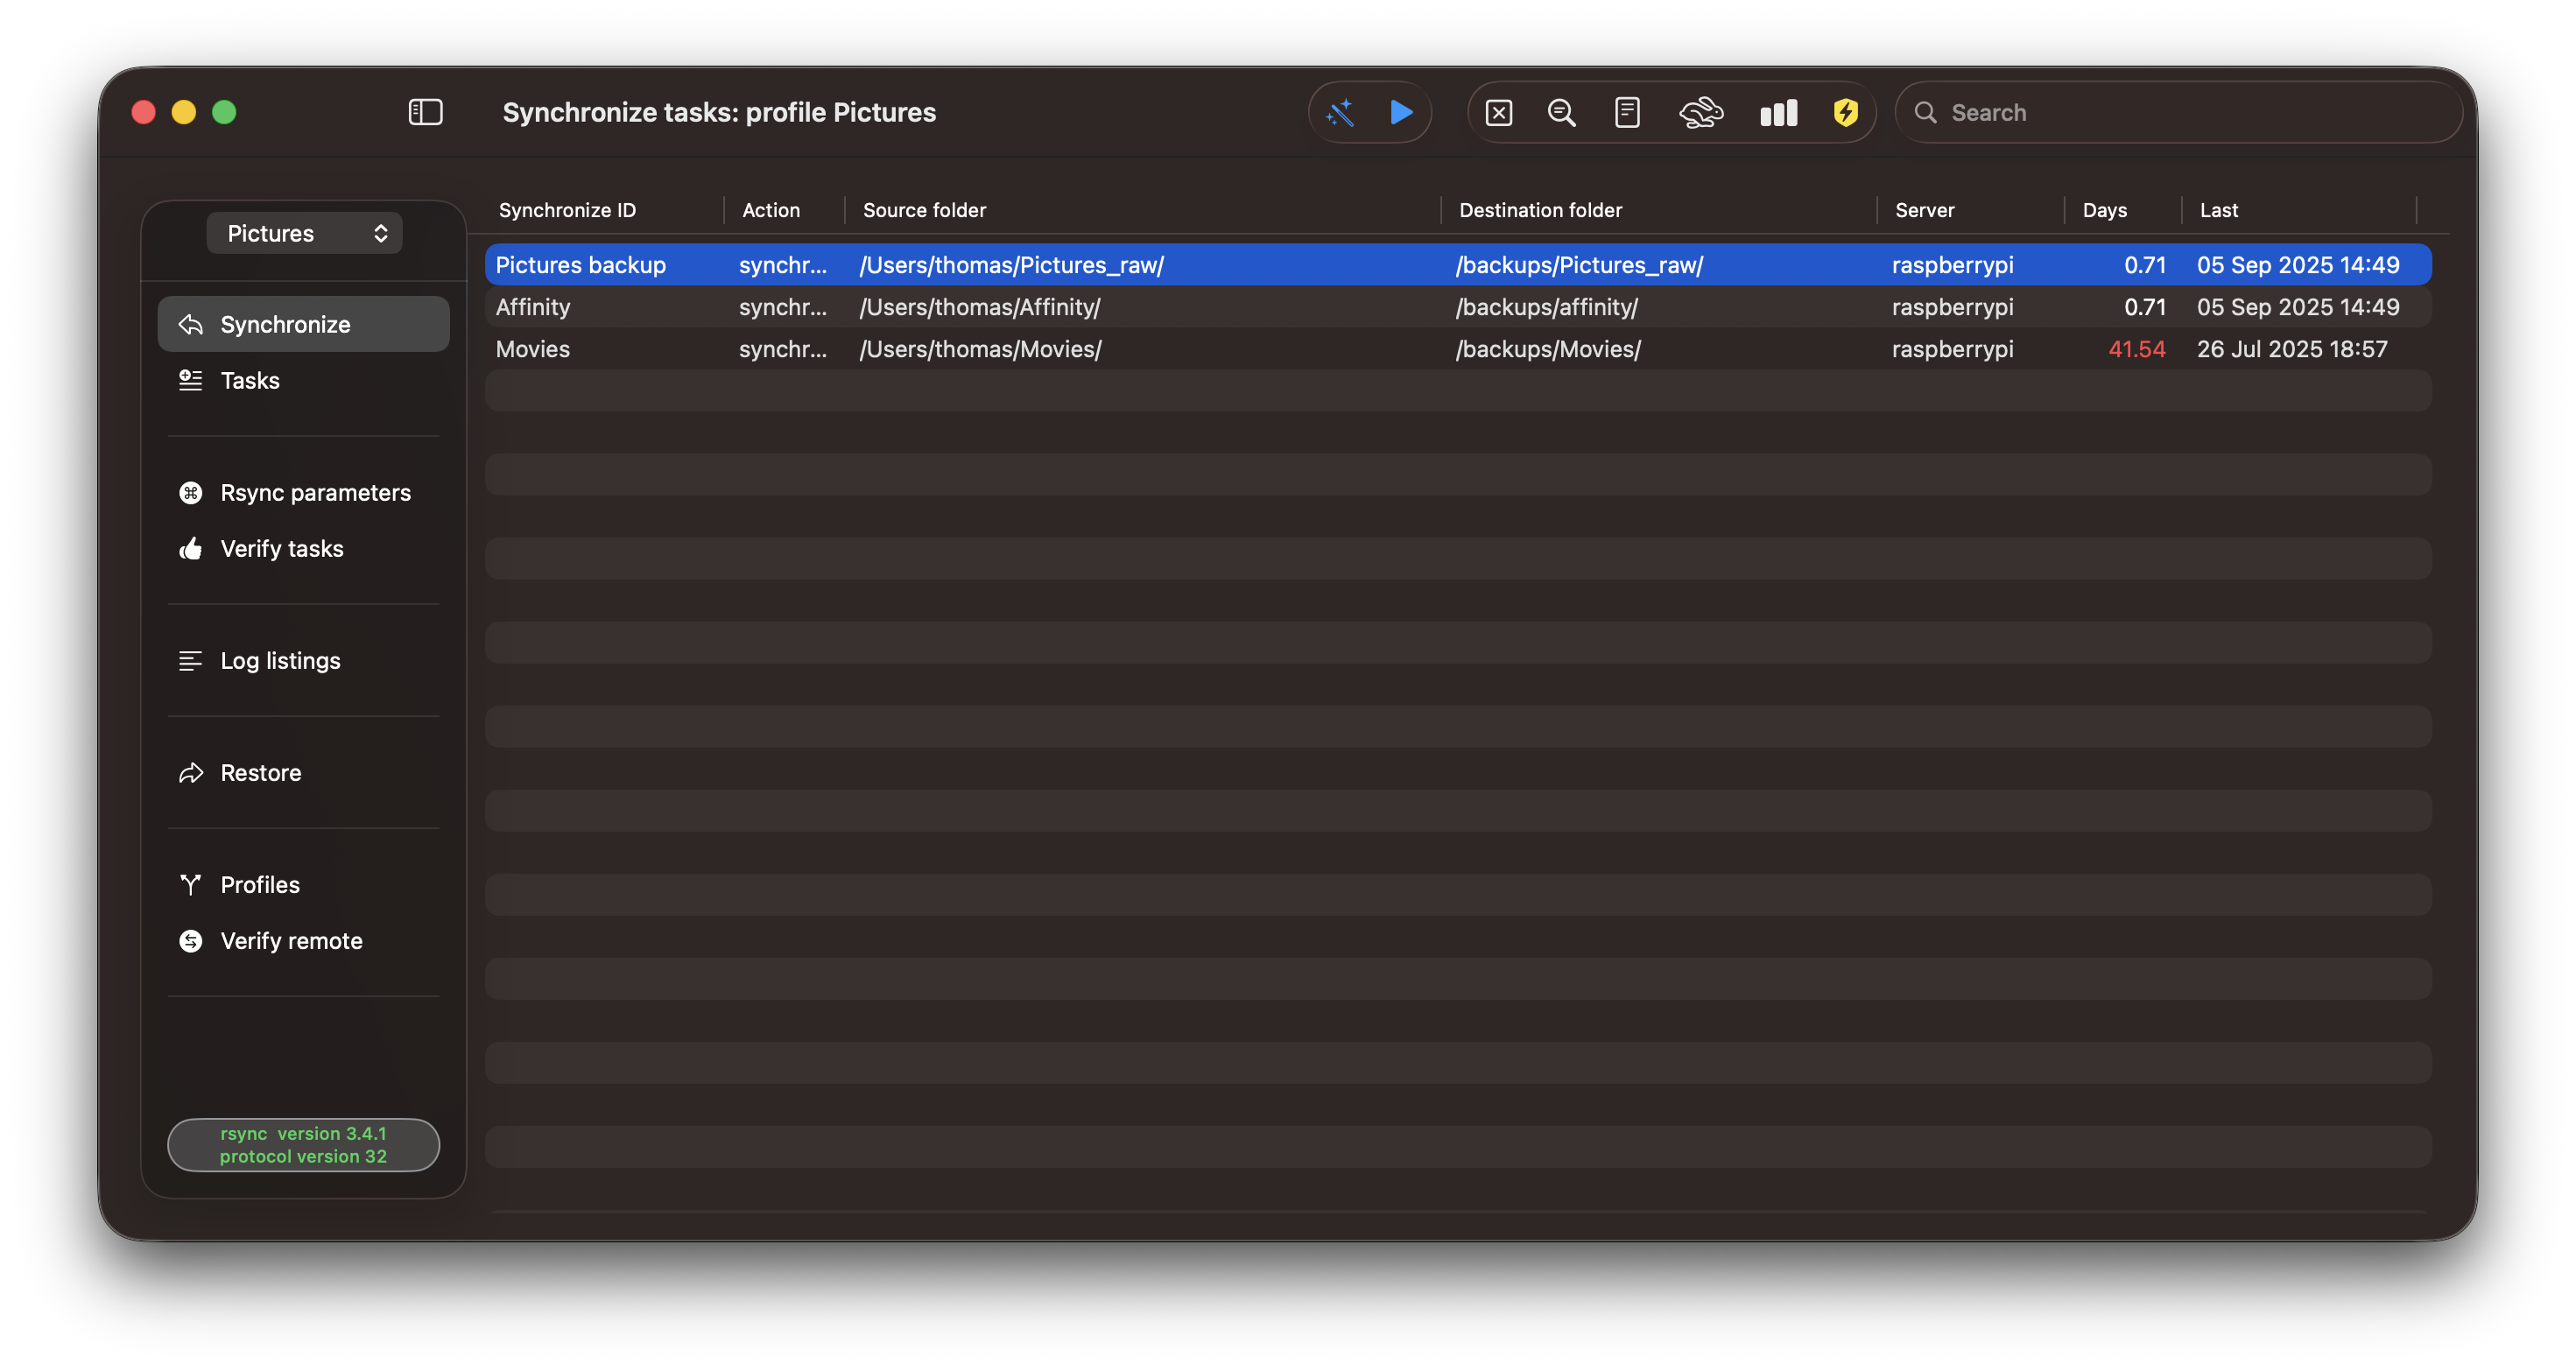 Synchronize tasks: profile Pictures
Search
Pictures
Synchronize
Tasks
Rsync parameters
Verify tasks
Log listings
Restore
Profiles
Verify remote
rsync  version 3.4.1
protocol version 32
Synchronize ID Action Source folder Destination folder Server Days Last
Pictures backup synchr... /Users/thomas/Pictures_raw/ /backups/Pictures_raw/ raspberrypi 0.71 05 Sep 2025 14:49
Affinity synchr... /Users/thomas/Affinity/ /backups/affinity/ raspberrypi 0.71 05 Sep 2025 14:49
Movies synchr... /Users/thomas/Movies/ /backups/Movies/ raspberrypi 41.54 26 Jul 2025 18:57